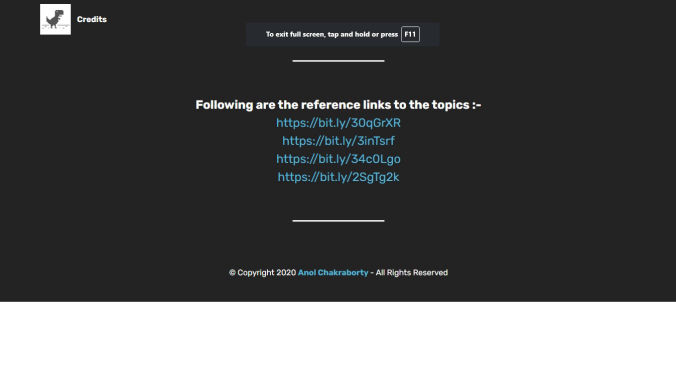 Credits
To exit full screen, tap and hold or press F11
Following are the reference links to the topics :-
https://bit.ly/30qGrXR
https://bit.ly/3inTsrf
https://bit.ly/34c0Lgo
https://bit.ly/2SgTg2k
© Copyright 2020 Anol Chakraborty - All Rights Reserved